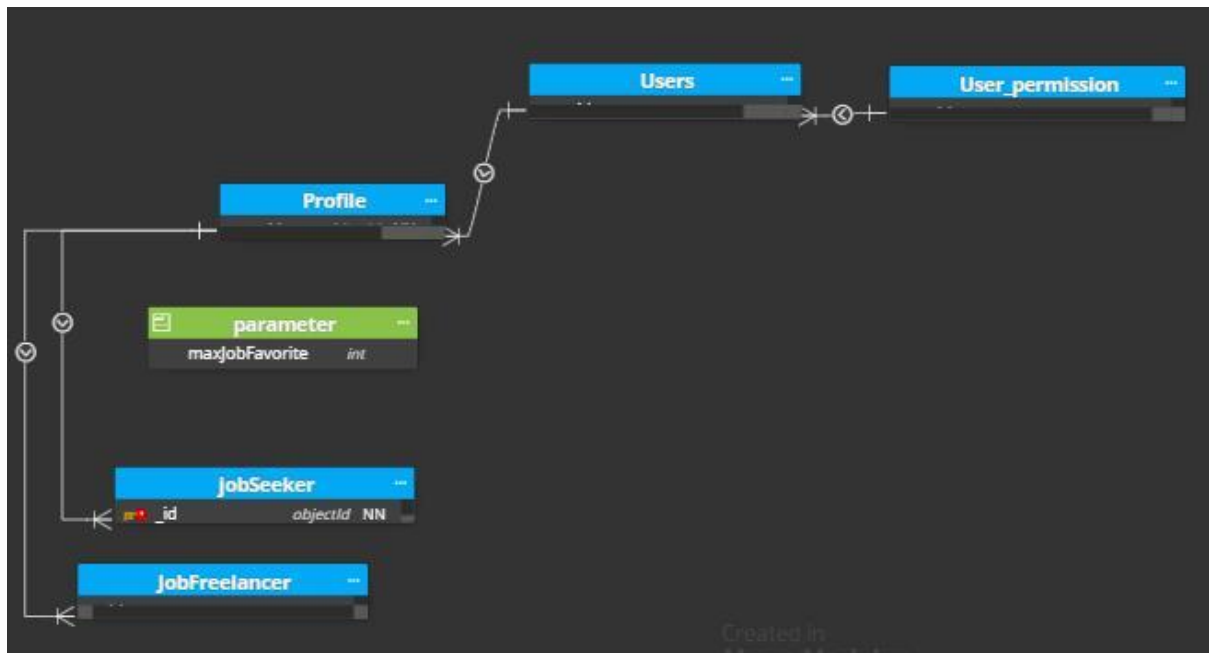 Users
User_permission
Profile
parameter
maxJobFavorite int
jobSeeker
_id objectId NN
JobFreelancer
Created in